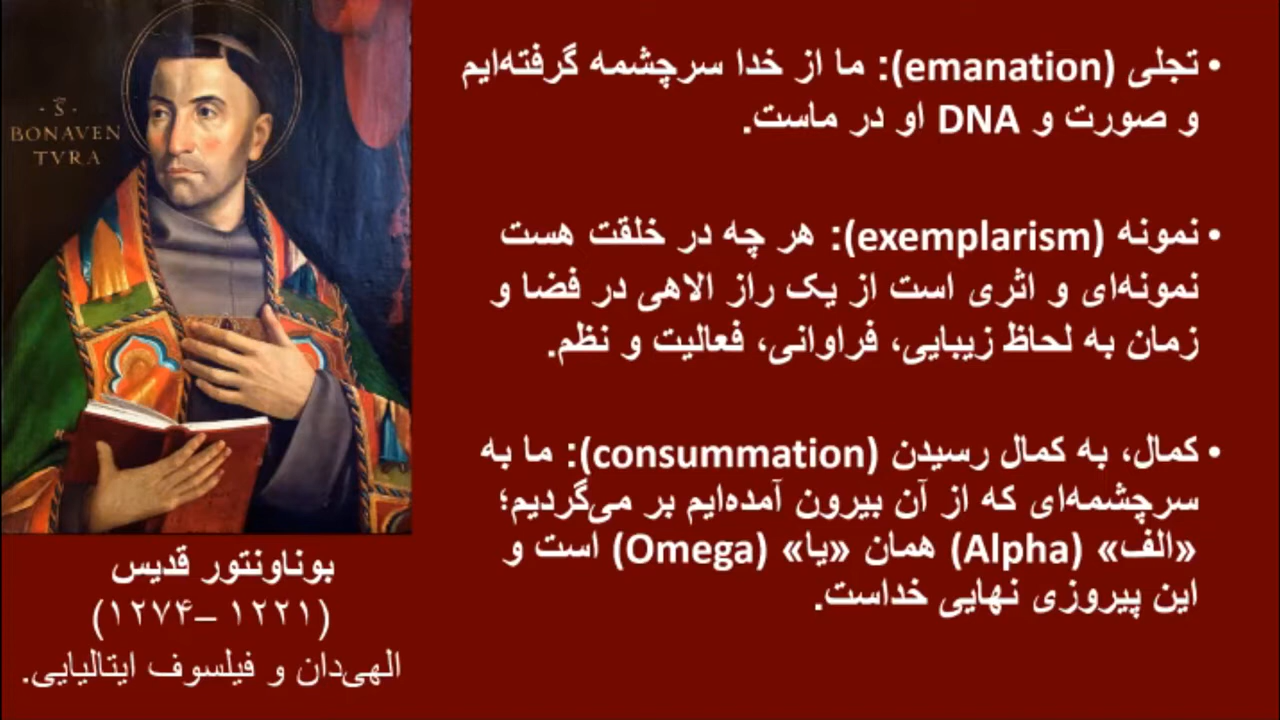 · S ·
BONAVEN
TVRA
• تجلی (emanation): ما از خدا سرچشمه گرفته‌ایم
و صورت و DNA او در ماست.
• نمونه (exemplarism): هر چه در خلقت هست
نمونه‌ای و اثری است از یک راز الاهی در فضا و
زمان به لحاظ زیبایی، فراوانی، فعالیت و نظم.
• کمال، به کمال رسیدن (consummation): ما به
سرچشمه‌ای که از آن بیرون آمده‌ایم بر می‌گردیم؛
«الف» (Alpha) همان «یا» (Omega) است و
این پیروزی نهایی خداست.
بوناونتور قدیس
(۱۲۲۱ –۱۲۷۴)
الهی‌دان و فیلسوف ایتالیایی.